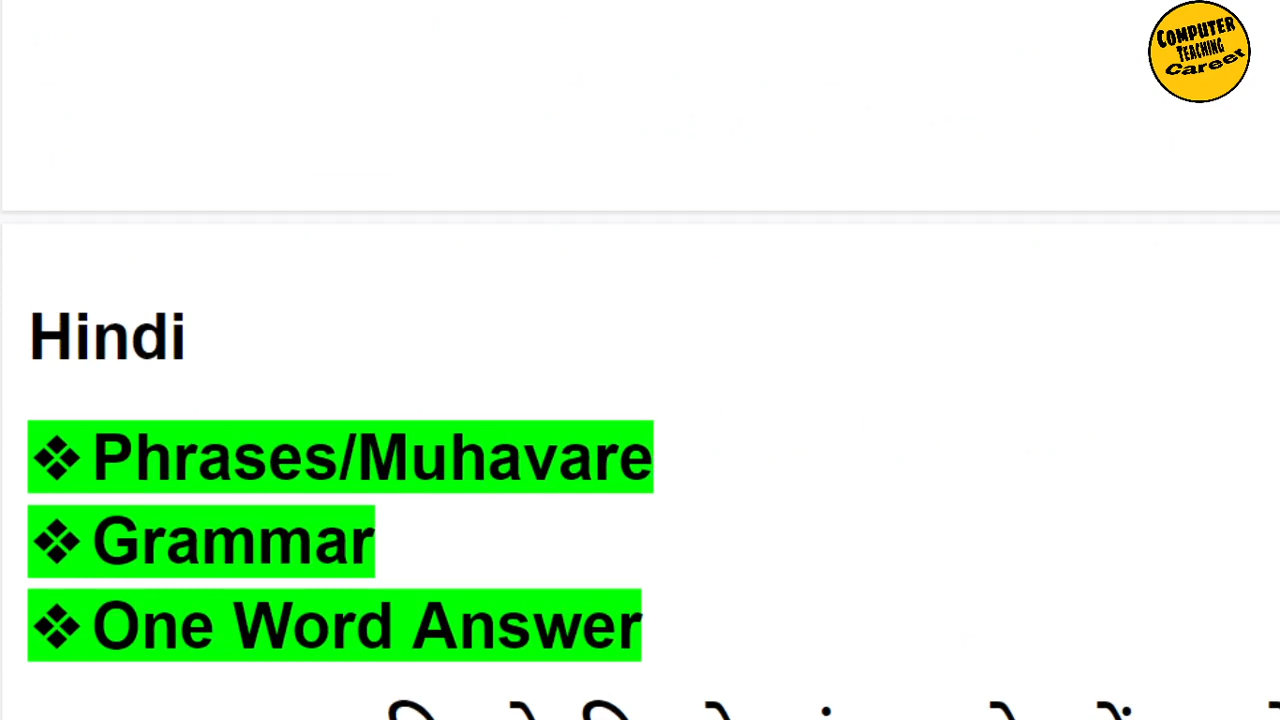 COMPUTER
TEACHING
Career
Hindi
❖ Phrases/Muhavare
❖ Grammar
❖ One Word Answer